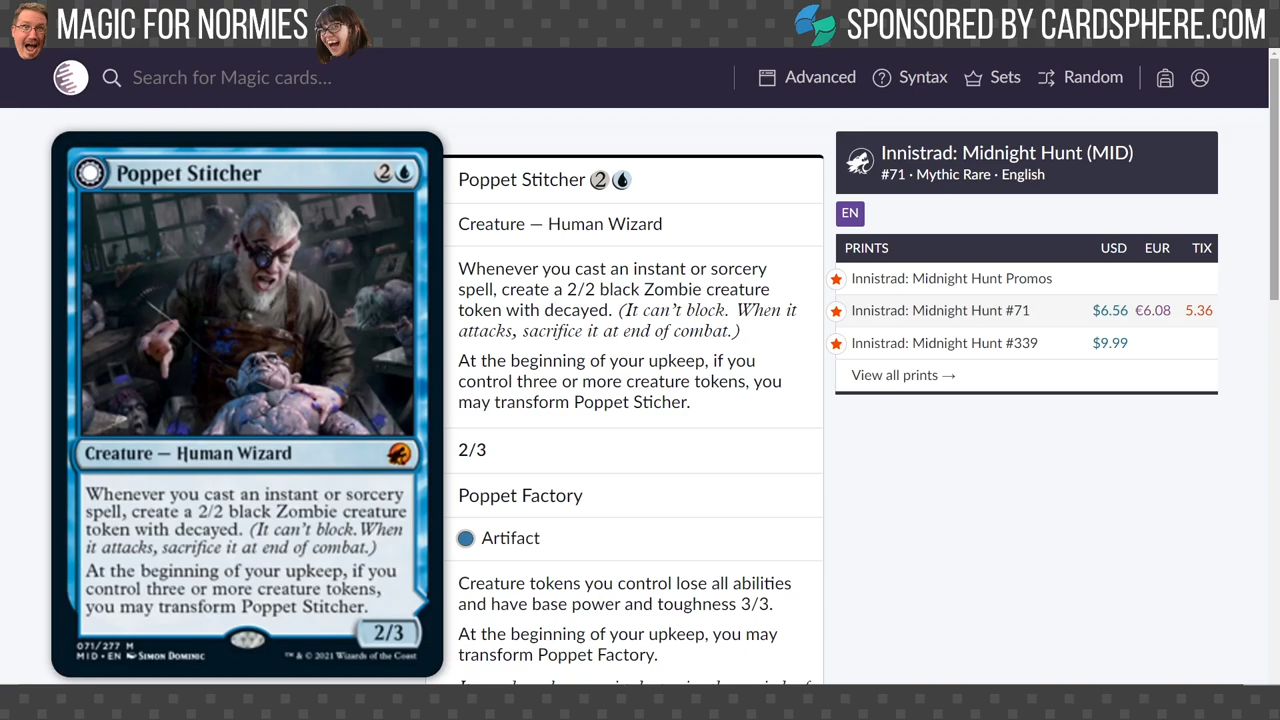 MAGIC FOR NORMIES
SPONSORED BY CARDSPHERE.COM
Search for Magic cards...
Advanced
Syntax
Sets
Random
Poppet Stitcher 2
Creature — Human Wizard
Whenever you cast an instant or sorcery
spell, create a 2/2 black Zombie creature
token with decayed. (It can't block. When
it attacks, sacrifice it at end of combat.)
At the beginning of your upkeep, if you
control three or more creature tokens,
you may transform Poppet Stitcher.
2/3
071/277 M
MID • EN SIMON DOMINIC
™ & © 2021 Wizards of the Coast
Poppet Stitcher 2
Creature — Human Wizard
Whenever you cast an instant or sorcery
spell, create a 2/2 black Zombie creature
token with decayed. (It can't block. When it
attacks, sacrifice it at end of combat.)
At the beginning of your upkeep, if you
control three or more creature tokens, you
may transform Poppet Sticher.
2/3
Poppet Factory
Artifact
Creature tokens you control lose all abilities
and have base power and toughness 3/3.
At the beginning of your upkeep, you may
transform Poppet Factory.
Innistrad: Midnight Hunt (MID)
#71 · Mythic Rare · English
EN
PRINTS USD EUR TIX
Innistrad: Midnight Hunt Promos
Innistrad: Midnight Hunt #71 $6.56 €6.08 5.36
Innistrad: Midnight Hunt #339 $9.99
View all prints →